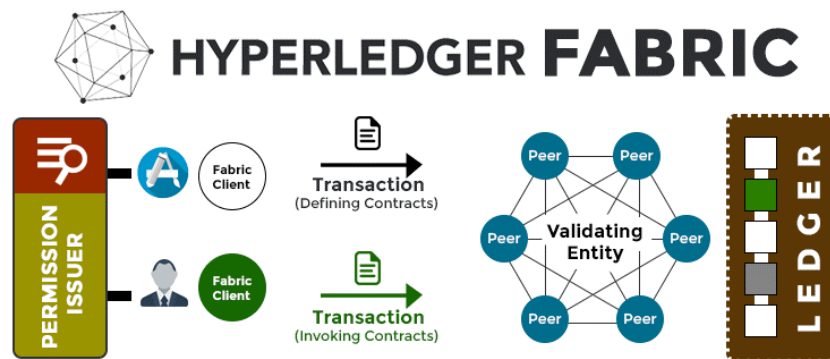 HYPERLEDGER FABRIC
PERMISSION
ISSUER
Fabric
Client
Transaction
(Defining Contracts)
Fabric
Client
Transaction
(Invoking Contracts)
Peer
Peer
Peer
Validating
Entity
Peer
Peer
Peer
LEDGER